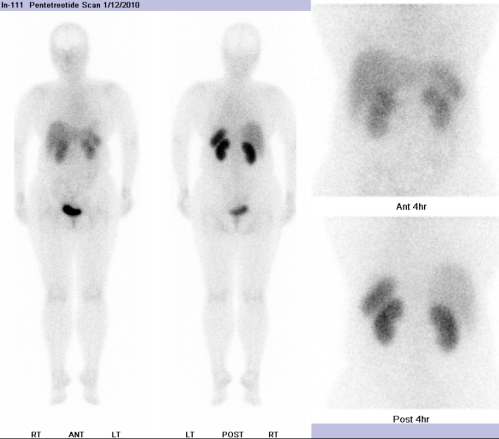 In-111 Pentetreotide Scan 1/12/2010
Ant 4hr
Post 4hr
RT ANT LT LT POST RT